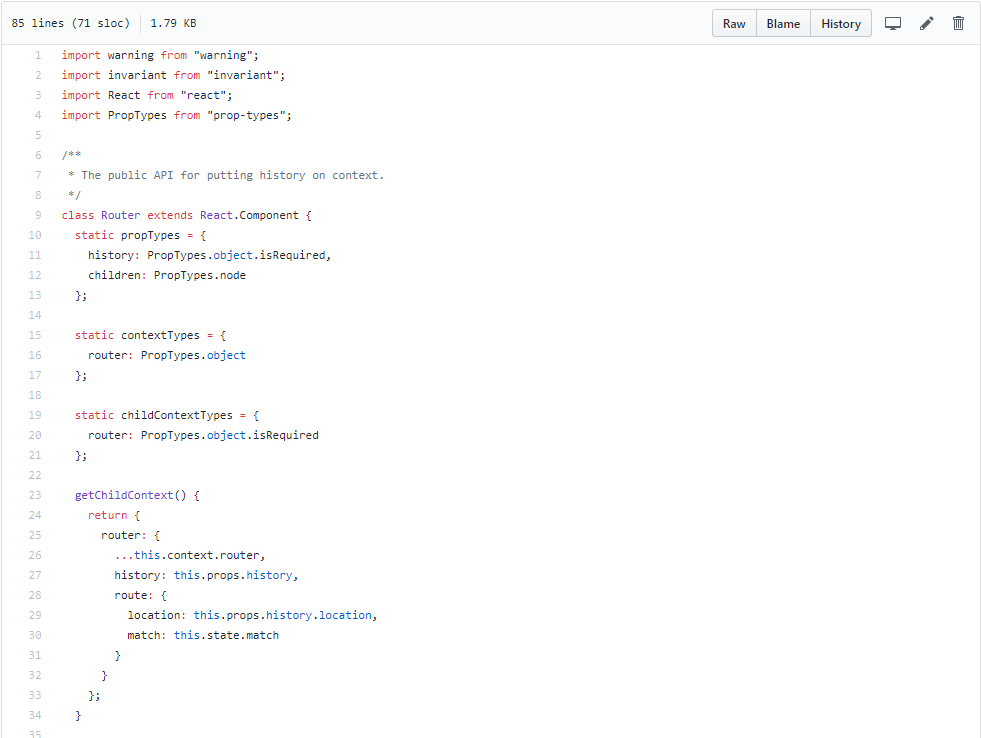 85 lines (71 sloc) 1.79 KB Raw Blame History
1 import warning from "warning";
2 import invariant from "invariant";
3 import React from "react";
4 import PropTypes from "prop-types";
5
6 /**
7  * The public API for putting history on context.
8  */
9 class Router extends React.Component {
10   static propTypes = {
11     history: PropTypes.object.isRequired,
12     children: PropTypes.node
13   };
14
15   static contextTypes = {
16     router: PropTypes.object
17   };
18
19   static childContextTypes = {
20     router: PropTypes.object.isRequired
21   };
22
23   getChildContext() {
24     return {
25       router: {
26         ...this.context.router,
27         history: this.props.history,
28         route: {
29           location: this.props.history.location,
30           match: this.state.match
31         }
32       }
33     };
34   }
35